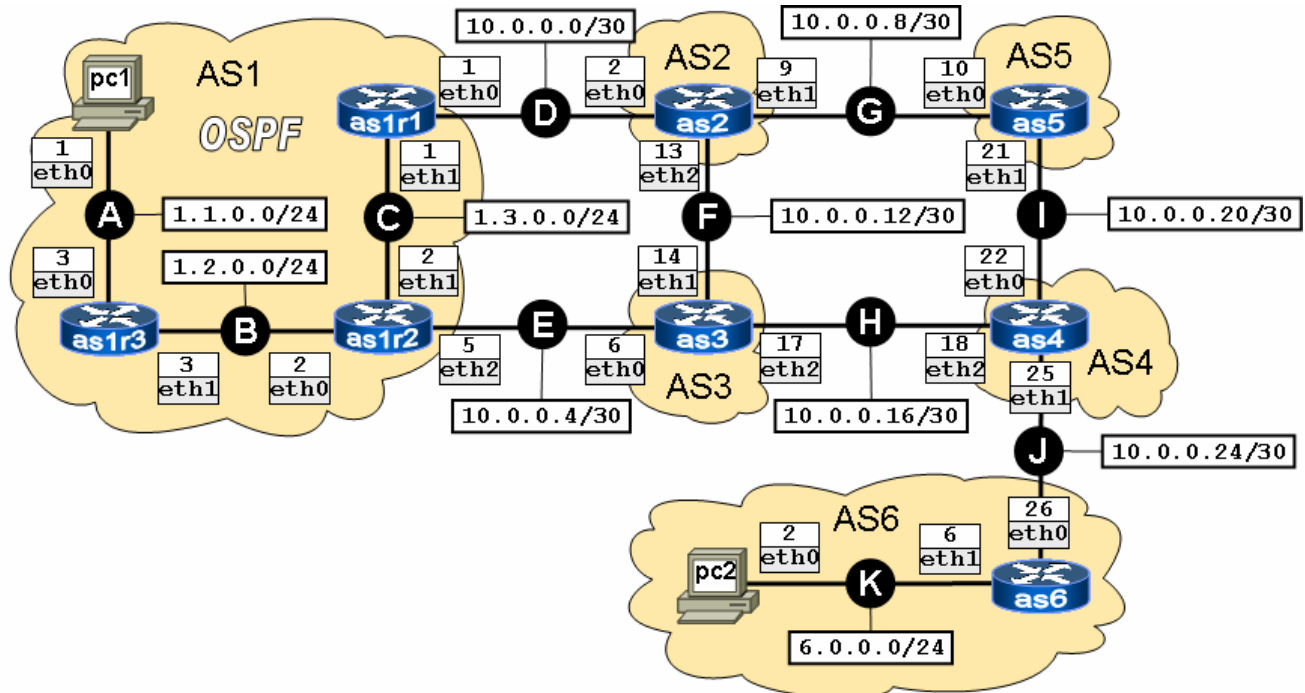 10.0.0.0/30
10.0.0.8/30
AS1
AS2
AS5
pc1
OSPF
1
eth0
2
eth0
9
eth1
10
eth0
as1r1
D
as2
G
as5
1
eth0
1
eth1
13
eth2
21
eth1
A
1.1.0.0/24
C
1.3.0.0/24
F
10.0.0.12/30
I
10.0.0.20/30
3
eth0
1.2.0.0/24
2
eth1
14
eth1
22
eth0
as1r3
B
as1r2
E
as3
H
as4
3
eth1
2
eth0
5
eth2
6
eth0
17
eth2
18
eth2
AS3
AS4
25
eth1
10.0.0.4/30
10.0.0.16/30
J
10.0.0.24/30
AS6
2
eth0
6
eth1
26
eth0
pc2
K
as6
6.0.0.0/24